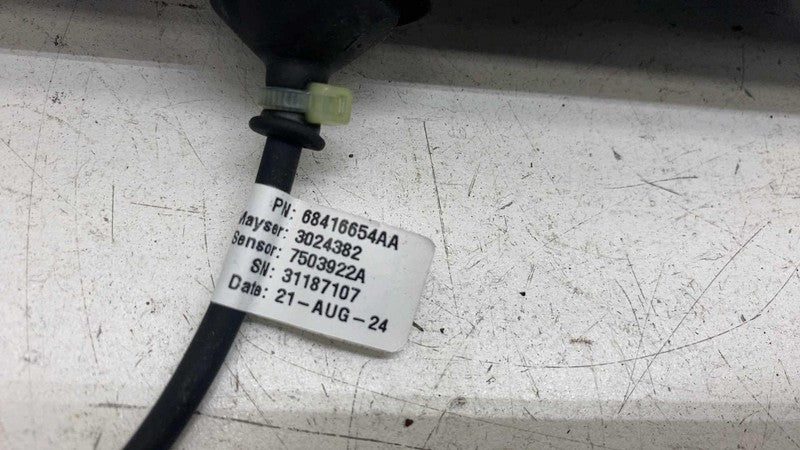 PN: 68416654AA
Mayser: 3024382
Sensor: 7503922A
SN: 31187107
Date: 21-AUG-24